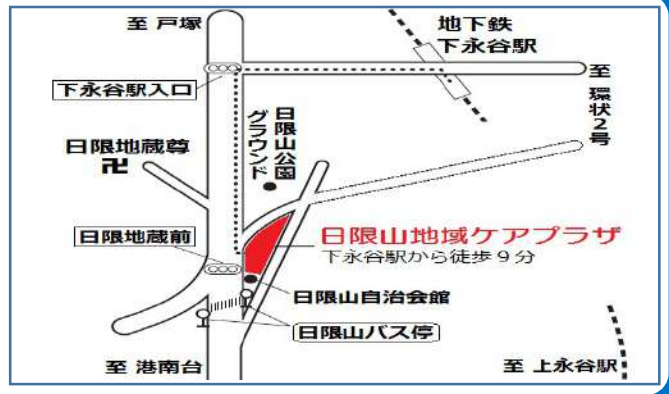 至 戸塚
地下鉄
下永谷駅
下永谷駅入口
至 環状2号
日限山公園
グラウンド
日限地蔵尊
卍
日限地蔵前
日限山地域ケアプラザ
下永谷駅から徒歩9分
日限山自治会館
日限山バス停
至 港南台
至 上永谷駅